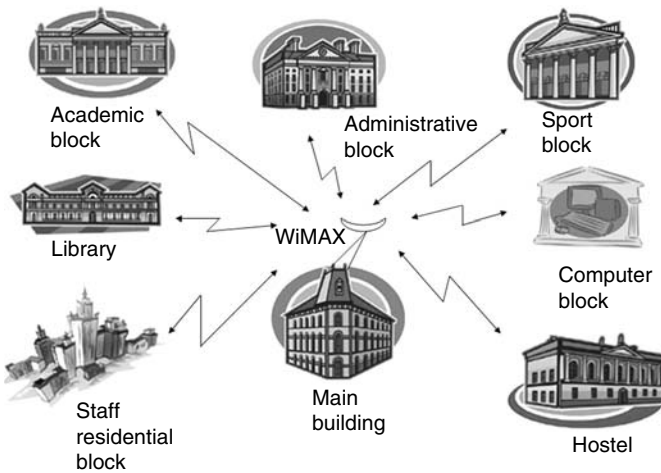 Academic
block
Administrative
block
Sport
block
Library
WiMAX
Computer
block
Staff
residential
block
Main
building
Hostel